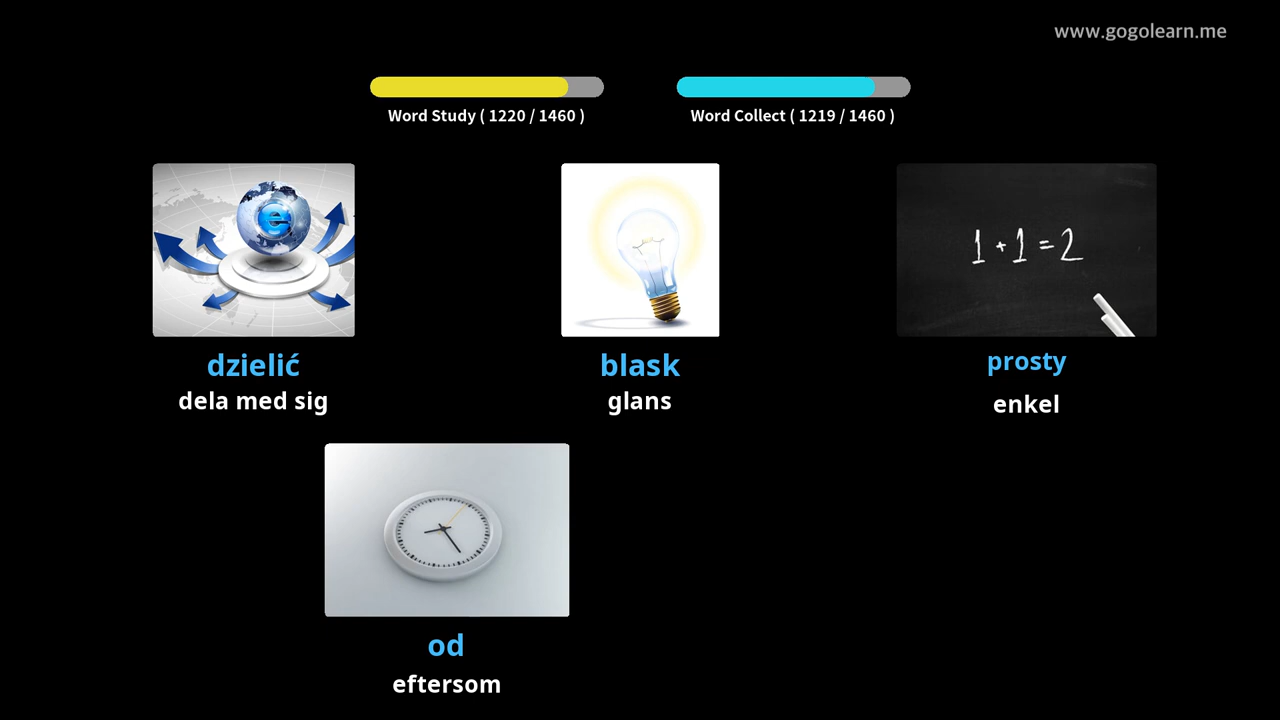 www.gogolearn.me
Word Study ( 1220 / 1460 )
Word Collect ( 1219 / 1460 )
e
1 + 1 = 2
dzielić
blask
prosty
dela med sig
glans
enkel
od
eftersom